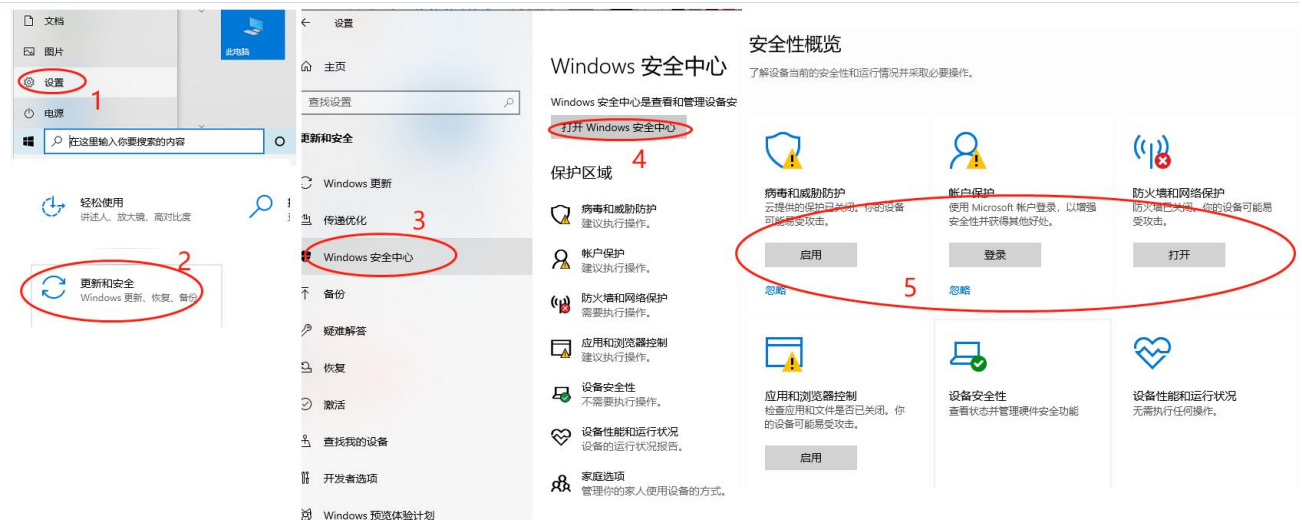 文档
图片
设置
1
电源
在这里输入你要搜索的内容
此电脑
轻松使用
讲述人、放大镜、高对比度
2
更新和安全
Windows 更新、恢复、备份
设置
主页
查找设置
更新和安全
Windows 更新
传递优化
3
Windows 安全中心
备份
疑难解答
恢复
激活
查找我的设备
开发者选项
Windows 预览体验计划
Windows 安全中心
Windows 安全中心是查看和管理设备安
打开 Windows 安全中心
4
保护区域
病毒和威胁防护
建议执行操作。
帐户保护
建议执行操作。
防火墙和网络保护
需要执行操作。
应用和浏览器控制
建议执行操作。
设备安全性
不需要执行操作。
设备性能和运行状况
设备的运行状况报告。
家庭选项
管理你的家人使用设备的方式。
安全性概览
了解设备当前的安全性和运行情况并采取必要操作。
病毒和威胁防护
云提供的保护已关闭。你的设备
可能易受攻击。
启用
忽略
帐户保护
使用 Microsoft 帐户登录，以增强
安全性并获得其他好处。
登录
忽略
防火墙和网络保护
防火墙已关闭。你的设备可能易
受攻击。
打开
5
应用和浏览器控制
检查应用和文件是否已关闭。你
的设备可能易受攻击。
启用
设备安全性
查看状态并管理硬件安全功能
设备性能和运行状况
无需执行任何操作。